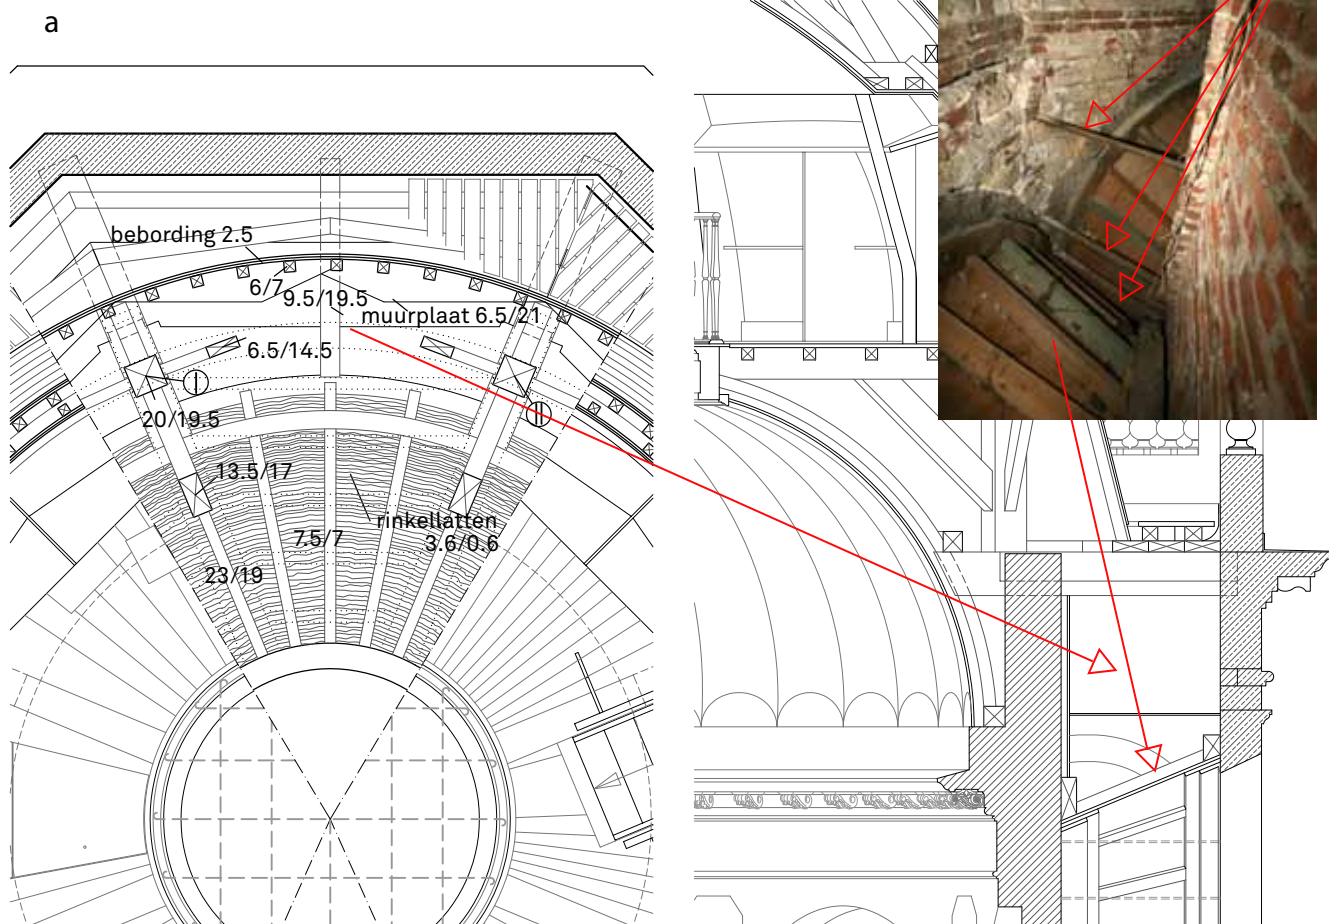 a
bebording 2.5
6/7
9.5/19.5
muurplaat 6.5/21
6.5/14.5
I
20/19.5
II
13.5/17
rinkellatten
3.6/0.6
7.5/7
23/19